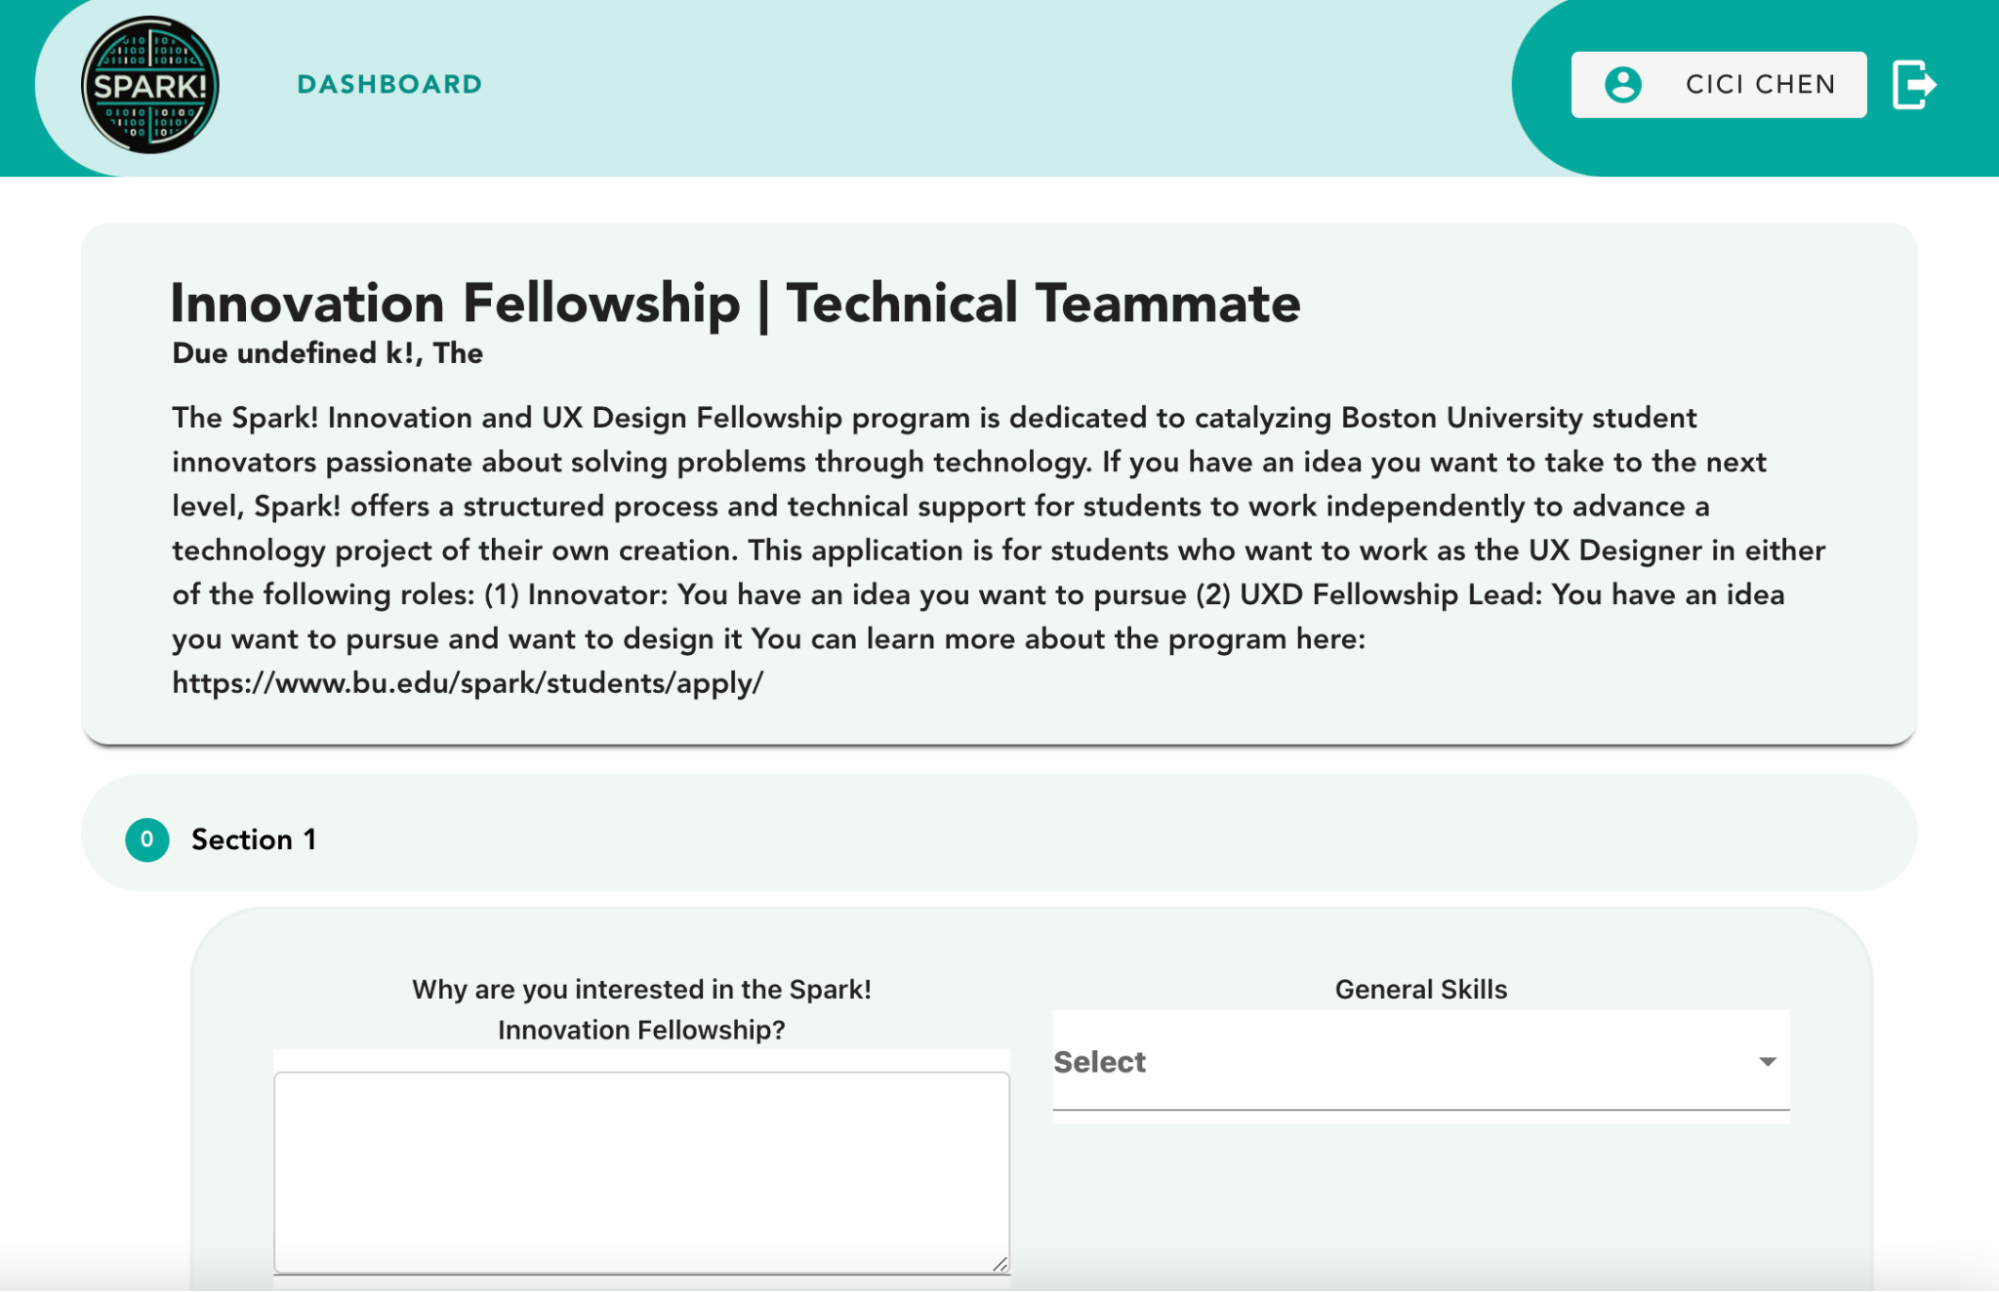 SPARK!
DASHBOARD
CICI CHEN
Innovation Fellowship | Technical Teammate
Due undefined k!, The
The Spark! Innovation and UX Design Fellowship program is dedicated to catalyzing Boston University student
innovators passionate about solving problems through technology. If you have an idea you want to take to the next
level, Spark! offers a structured process and technical support for students to work independently to advance a
technology project of their own creation. This application is for students who want to work as the UX Designer in either
of the following roles: (1) Innovator: You have an idea you want to pursue (2) UXD Fellowship Lead: You have an idea
you want to pursue and want to design it You can learn more about the program here:
https://www.bu.edu/spark/students/apply/
0 Section 1
Why are you interested in the Spark!
Innovation Fellowship?
General Skills
Select